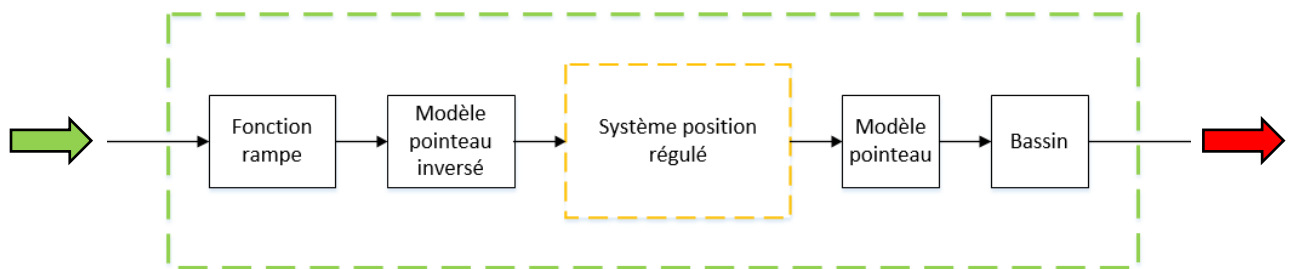 Fonction
rampe
Modèle
pointeau
inversé
Système position
régulé
Modèle
pointeau
Bassin